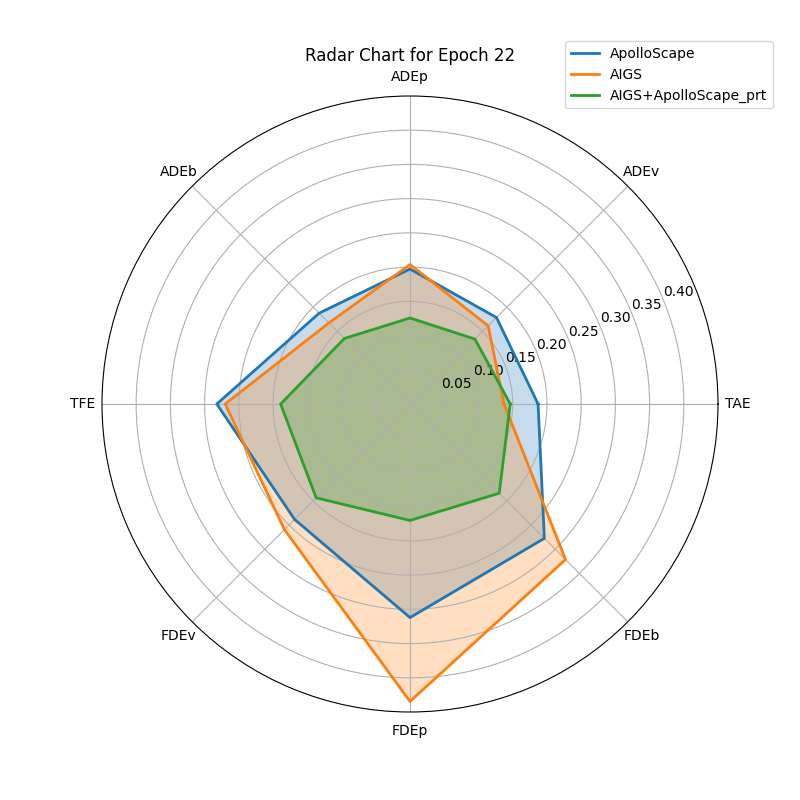 Radar Chart for Epoch 22
ApolloScape
AIGS
AIGS+ApolloScape_prt
ADEp
ADEb
ADEv
0.40
0.35
0.30
0.25
0.20
0.15
0.10
0.05
TFE
TAE
FDEv
FDEb
FDEp